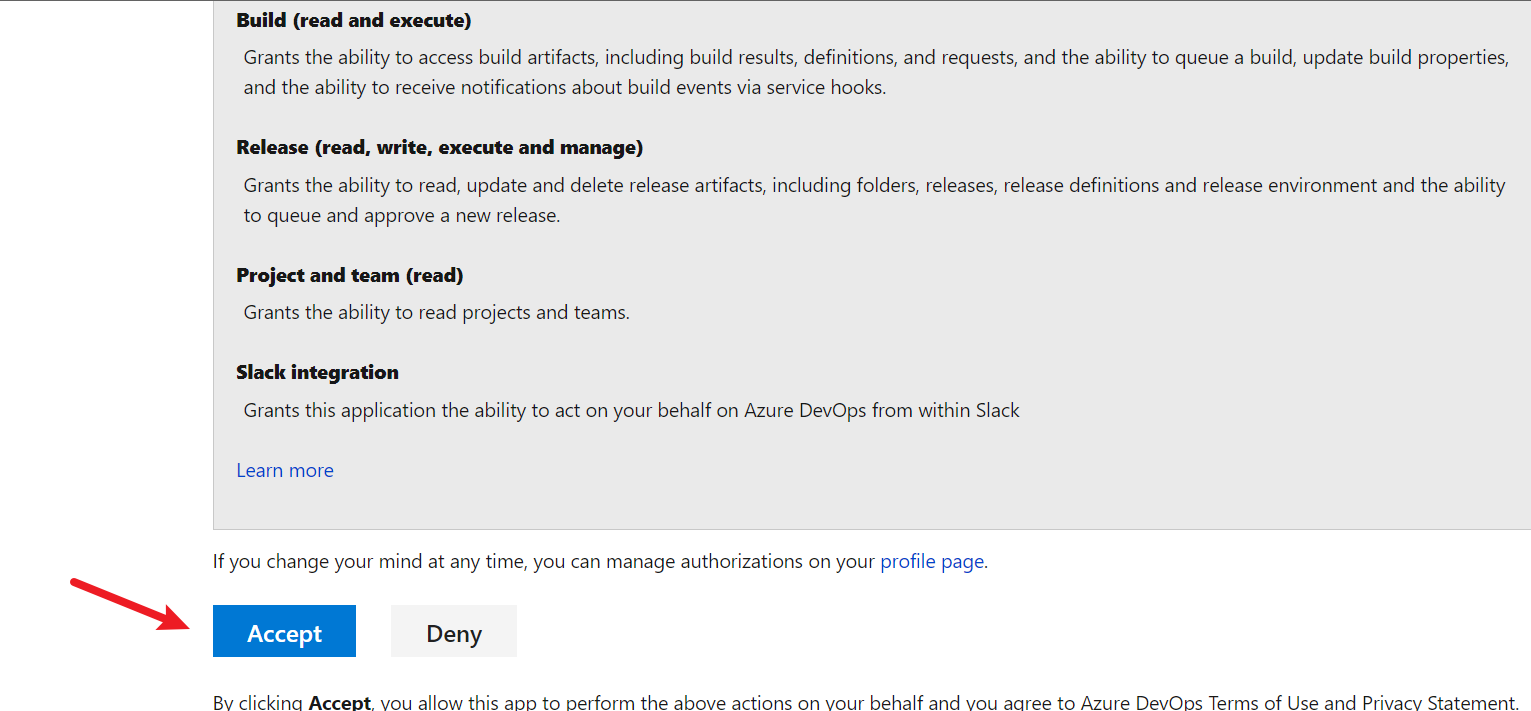 Build (read and execute)
Grants the ability to access build artifacts, including build results, definitions, and requests, and the ability to queue a build, update build properties,
and the ability to receive notifications about build events via service hooks.
Release (read, write, execute and manage)
Grants the ability to read, update and delete release artifacts, including folders, releases, release definitions and release environment and the ability
to queue and approve a new release.
Project and team (read)
Grants the ability to read projects and teams.
Slack integration
Grants this application the ability to act on your behalf on Azure DevOps from within Slack
Learn more
If you change your mind at any time, you can manage authorizations on your profile page.
Accept
Deny
By clicking Accept, you allow this app to perform the above actions on your behalf and you agree to Azure DevOps Terms of Use and Privacy Statement.